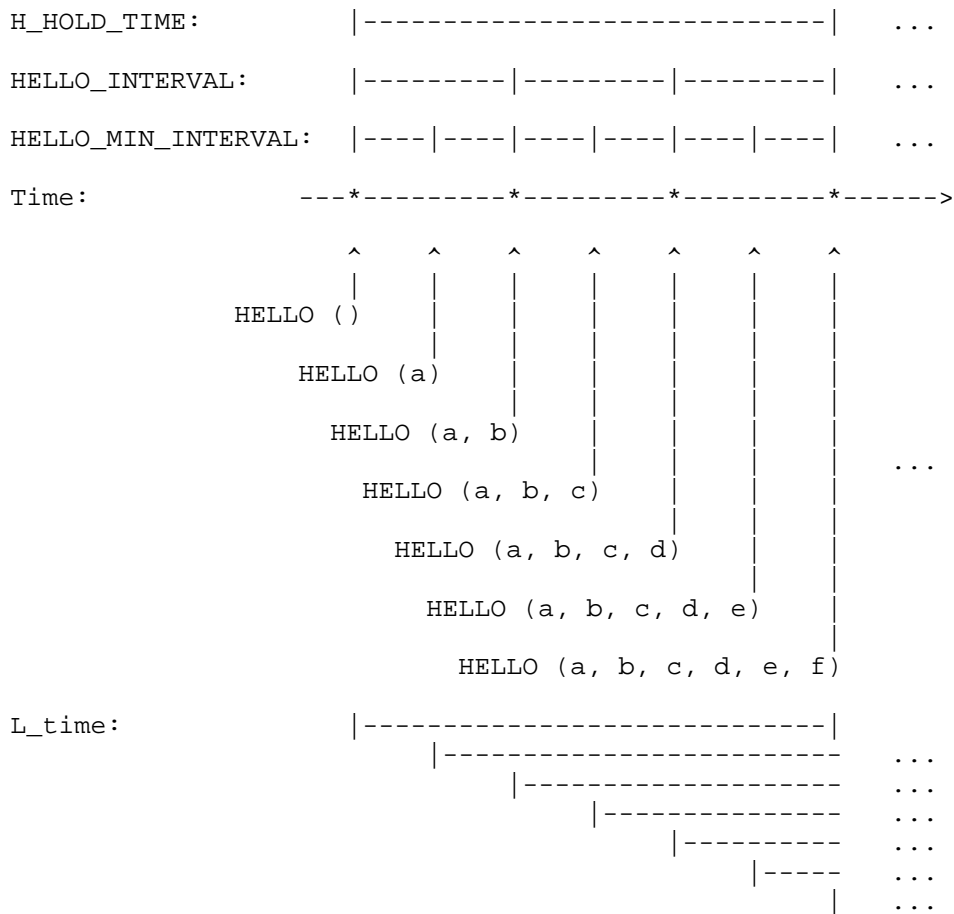 H_HOLD_TIME: |-----------------------------| ...
HELLO_INTERVAL: |---------|---------|---------| ...
HELLO_MIN_INTERVAL: |----|----|----|----|----|----| ...
Time: ---*---------*---------*---------*------>
^ ^ ^ ^ ^ ^ ^
| | | | | | |
HELLO () | | | | | |
| | | | | |
HELLO (a) | | | | |
| | | | |
HELLO (a, b) | | | |
| | | | ...
HELLO (a, b, c) | | |
| | |
HELLO (a, b, c, d) | |
| |
HELLO (a, b, c, d, e) |
|
HELLO (a, b, c, d, e, f)
L_time: |-----------------------------|
|------------------------- ...
|-------------------- ...
|--------------- ...
|---------- ...
|----- ...
| ...